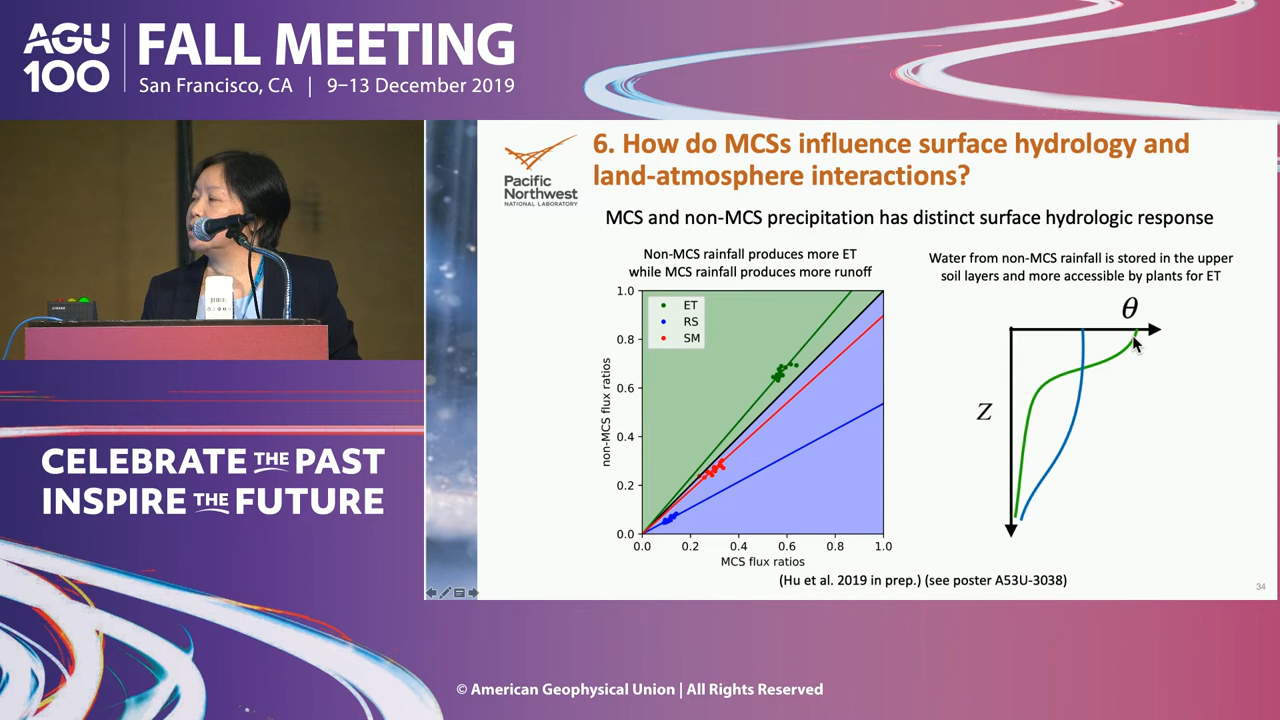 AGU
100
FALL MEETING
San Francisco, CA | 9–13 December 2019
Pacific
Northwest
NATIONAL LABORATORY
6. How do MCSs influence surface hydrology and
land-atmosphere interactions?
MCS and non-MCS precipitation has distinct surface hydrologic response
Non-MCS rainfall produces more ET
while MCS rainfall produces more runoff
1.0
0.8
0.6
0.4
0.2
0.0
non-MCS flux ratios
ET
RS
SM
0.0 0.2 0.4 0.6 0.8 1.0
MCS flux ratios
Water from non-MCS rainfall is stored in the upper
soil layers and more accessible by plants for ET
θ
Z
(Hu et al. 2019 in prep.) (see poster A53U-3038)
34
CELEBRATE THE PAST
INSPIRE THE FUTURE
© American Geophysical Union | All Rights Reserved